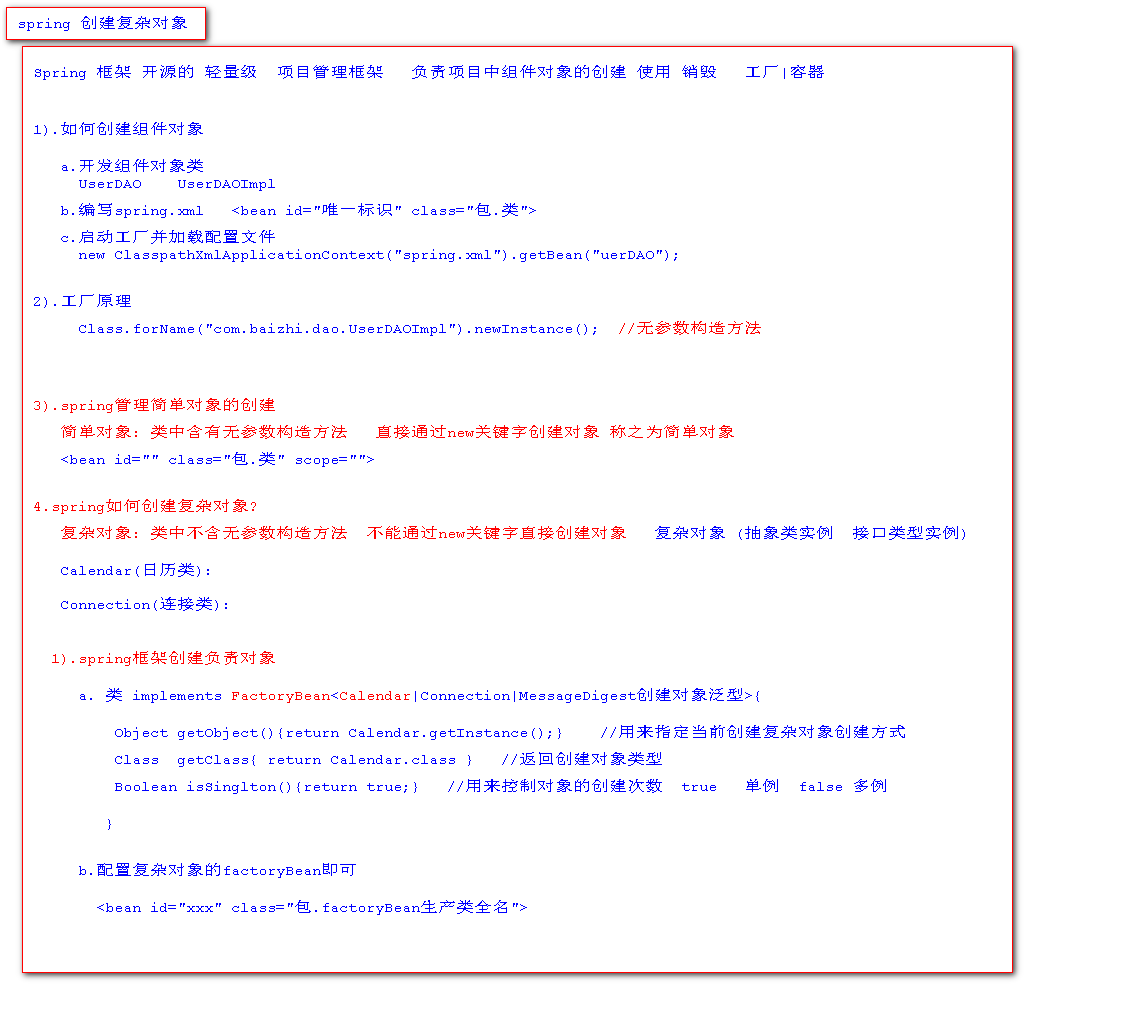 spring 创建复杂对象
Spring 框架 开源的 轻量级  项目管理框架   负责项目中组件对象的创建 使用 销毁   工厂|容器
1).如何创建组件对象
a.开发组件对象类
UserDAO    UserDAOImpl
b.编写spring.xml   <bean id="唯一标识" class="包.类">
c.启动工厂并加载配置文件
new ClasspathXmlApplicationContext("spring.xml").getBean("uerDAO");
2).工厂原理
Class.forName("com.baizhi.dao.UserDAOImpl").newInstance();  //无参数构造方法
3).spring管理简单对象的创建
简单对象: 类中含有无参数构造方法   直接通过new关键字创建对象 称之为简单对象
<bean id="" class="包.类" scope="">
4.spring如何创建复杂对象?
复杂对象: 类中不含无参数构造方法  不能通过new关键字直接创建对象   复杂对象 (抽象类实例  接口类型实例)
Calendar(日历类):
Connection(连接类):
1).spring框架创建负责对象
a. 类 implements FactoryBean<Calendar|Connection|MessageDigest创建对象泛型>{
Object getObject(){return Calendar.getInstance();}    //用来指定当前创建复杂对象创建方式
Class  getClass{ return Calendar.class }   //返回创建对象类型
Boolean isSinglton(){return true;}   //用来控制对象的创建次数  true   单例  false 多例
}
b.配置复杂对象的factoryBean即可
<bean id="xxx" class="包.factoryBean生产类全名">